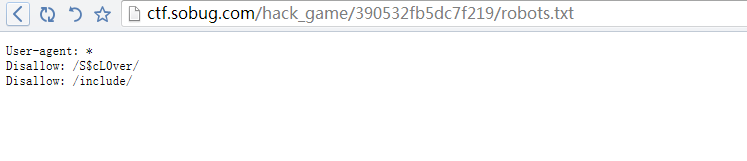 ctf.sobug.com/hack_game/390532fb5dc7f219/robots.txt
User-agent: *
Disallow: /S$cL0ver/
Disallow: /include/